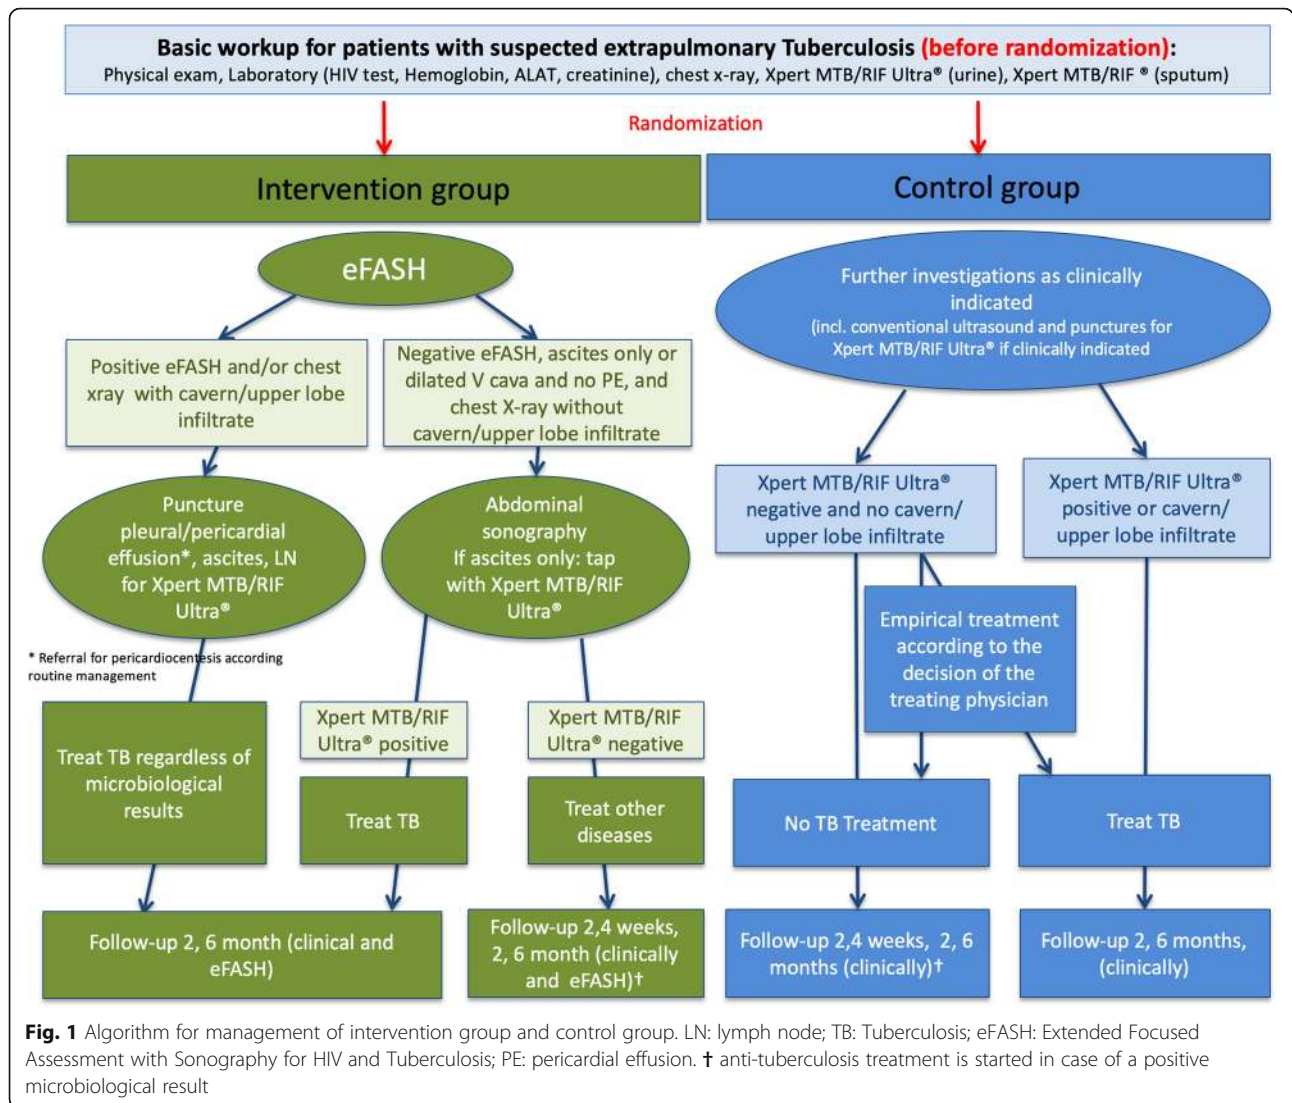 Basic workup for patients with suspected extrapulmonary Tuberculosis (before randomization):
Physical exam, Laboratory (HIV test, Hemoglobin, ALAT, creatinine), chest x-ray, Xpert MTB/RIF Ultra® (urine), Xpert MTB/RIF ® (sputum)
Randomization
Intervention group
Control group
eFASH
Further investigations as clinically
indicated
(incl. conventional ultrasound and punctures for
Xpert MTB/RIF Ultra® if clinically indicated
Positive eFASH and/or chest
xray with cavern/upper lobe
infiltrate
Negative eFASH, ascites only or
dilated V cava and no PE, and
chest X-ray without
cavern/upper lobe infiltrate
Xpert MTB/RIF Ultra®
negative and no cavern/
upper lobe infiltrate
Xpert MTB/RIF Ultra®
positive or cavern/
upper lobe infiltrate
Puncture
pleural/pericardial
effusion*, ascites, LN
for Xpert MTB/RIF
Ultra®
Abdominal
sonography
If ascites only: tap
with Xpert MTB/RIF
Ultra®
Empirical treatment
according to the
decision of the
treating physician
* Referral for pericardiocentesis according
routine management
Xpert MTB/RIF
Ultra® positive
Xpert MTB/RIF
Ultra® negative
Treat TB regardless of
microbiological
results
Treat TB
Treat other
diseases
No TB Treatment
Treat TB
Follow-up 2, 6 month (clinical and
eFASH)
Follow-up 2,4 weeks,
2, 6 month (clinically
and eFASH)†
Follow-up 2,4 weeks, 2, 6
months (clinically)†
Follow-up 2, 6 months,
(clinically)
Fig. 1 Algorithm for management of intervention group and control group. LN: lymph node; TB: Tuberculosis; eFASH: Extended Focused
Assessment with Sonography for HIV and Tuberculosis; PE: pericardial effusion. † anti-tuberculosis treatment is started in case of a positive
microbiological result